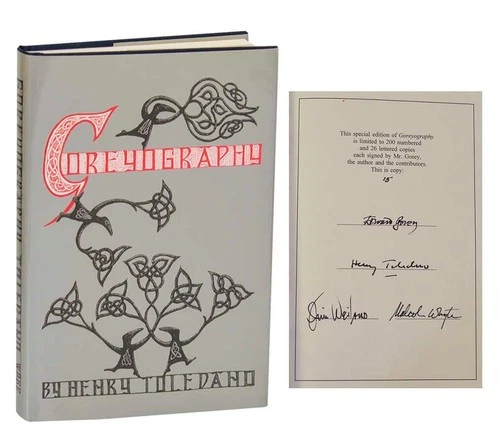 GOREYOGRAPHY
BY HENRY TOLEDANO
GOREYOGRAPHY TOLEDANO
This special edition of Goreyography
is limited to 200 numbered
and 26 lettered copies
each signed by Mr. Gorey,
the author and the contributors.
This is copy:
15
Edward Gorey
Henry Toledano
Jim Weiland Malcolm Whyte